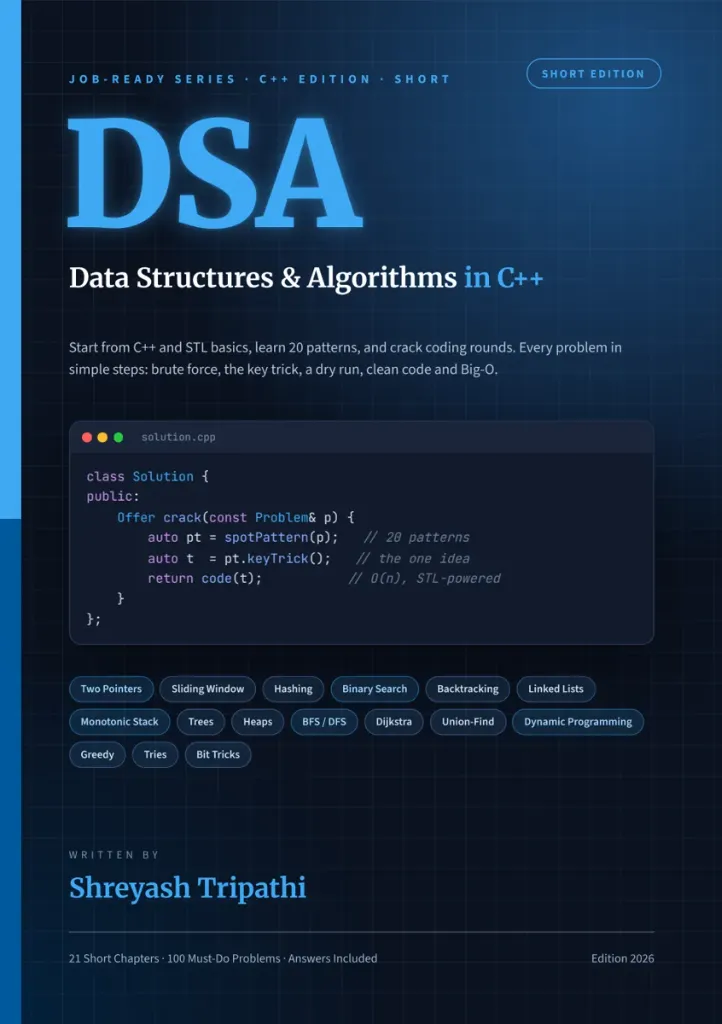 JOB-READY SERIES · C++ EDITION · SHORT
SHORT EDITION
DSA
Data Structures & Algorithms in C++
Start from C++ and STL basics, learn 20 patterns, and crack coding rounds. Every problem in
simple steps: brute force, the key trick, a dry run, clean code and Big-O.
solution.cpp
class Solution {
public:
    Offer crack(const Problem& p) {
        auto pt = spotPattern(p);   // 20 patterns
        auto t  = pt.keyTrick();   // the one idea
        return code(t);           // O(n), STL-powered
    }
};
Two Pointers Sliding Window Hashing Binary Search Backtracking Linked Lists
Monotonic Stack Trees Heaps BFS / DFS Dijkstra Union-Find Dynamic Programming
Greedy Tries Bit Tricks
WRITTEN BY
Shreyash Tripathi
21 Short Chapters · 100 Must-Do Problems · Answers Included
Edition 2026